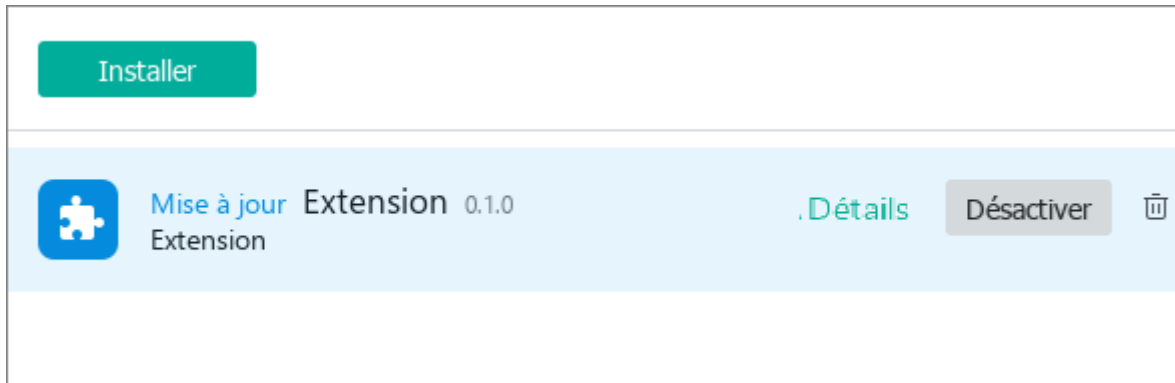 Installer
Mise à jour Extension 0.1.0 .Détails Désactiver
Extension